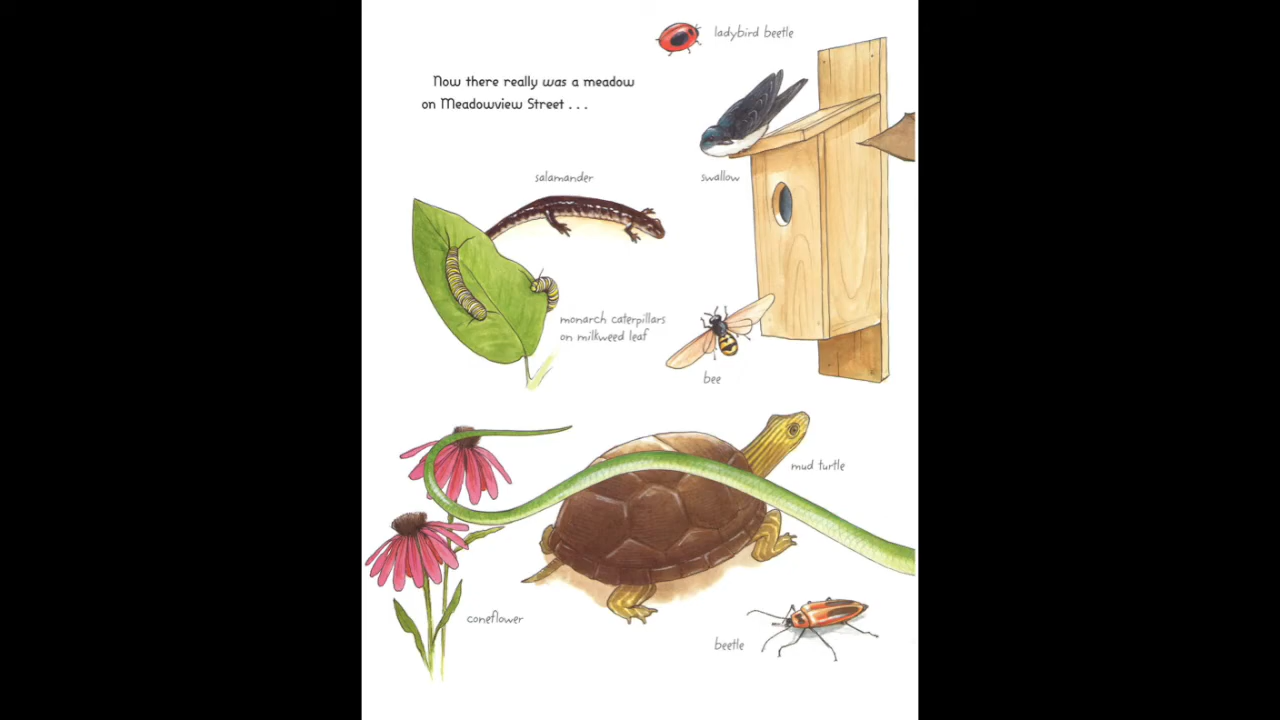 ladybird beetle
Now there really was a meadow
on Meadowview Street . . .
salamander
swallow
monarch caterpillars
on milkweed leaf
bee
mud turtle
coneflower
beetle